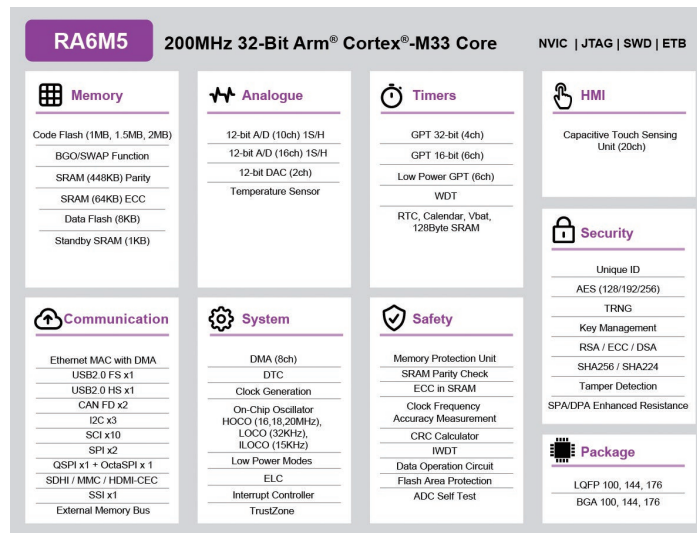 RA6M5
200MHz 32-Bit Arm® Cortex®-M33 Core
NVIC | JTAG | SWD | ETB
Memory
Code Flash (1MB, 1.5MB, 2MB)
BGO/SWAP Function
SRAM (448KB) Parity
SRAM (64KB) ECC
Data Flash (8KB)
Standby SRAM (1KB)
Analogue
12-bit A/D (10ch) 1S/H
12-bit A/D (16ch) 1S/H
12-bit DAC (2ch)
Temperature Sensor
Timers
GPT 32-bit (4ch)
GPT 16-bit (6ch)
Low Power GPT (6ch)
WDT
RTC, Calendar, Vbat,
128Byte SRAM
HMI
Capacitive Touch Sensing
Unit (20ch)
Security
Unique ID
AES (128/192/256)
TRNG
Key Management
RSA / ECC / DSA
SHA256 / SHA224
Tamper Detection
SPA/DPA Enhanced Resistance
Communication
Ethernet MAC with DMA
USB2.0 FS x1
USB2.0 HS x1
CAN FD x2
I2C x3
SCI x10
SPI x2
QSPI x1 + OctaSPI x 1
SDHI / MMC / HDMI-CEC
SSI x1
External Memory Bus
System
DMA (8ch)
DTC
Clock Generation
On-Chip Oscillator
HOCO (16,18,20MHz),
LOCO (32KHz),
ILOCO (15KHz)
Low Power Modes
ELC
Interrupt Controller
TrustZone
Safety
Memory Protection Unit
SRAM Parity Check
ECC in SRAM
Clock Frequency
Accuracy Measurement
CRC Calculator
IWDT
Data Operation Circuit
Flash Area Protection
ADC Self Test
Package
LQFP 100, 144, 176
BGA 100, 144, 176